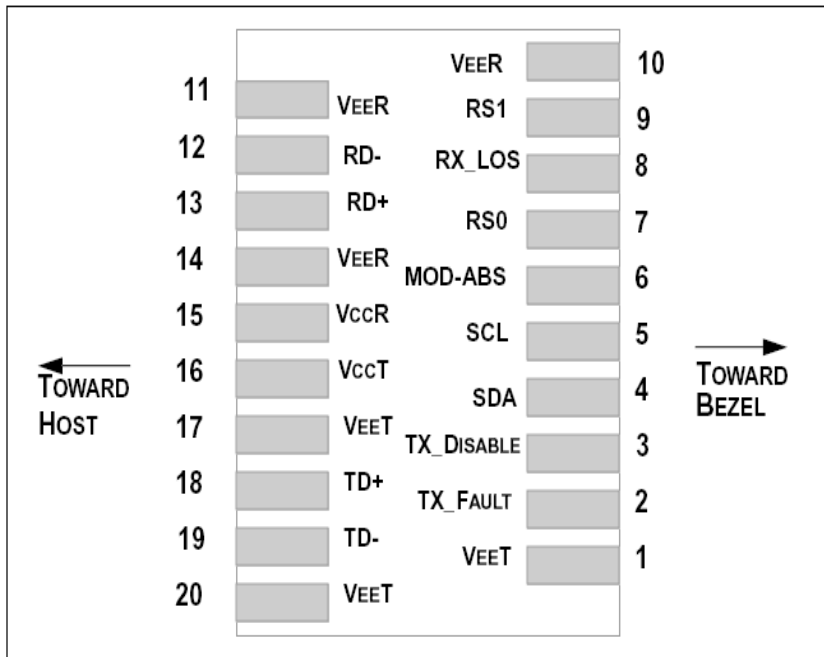 VEER 10
11 VEER
RS1 9
12 RD-
RX_LOS 8
13 RD+
RS0 7
14 VEER
MOD-ABS 6
15 VCCR
SCL 5
16 VCCT
TOWARD
HOST
TOWARD
BEZEL
SDA 4
17 VEET
TX_DISABLE 3
18 TD+
TX_FAULT 2
19 TD-
VEET 1
20 VEET